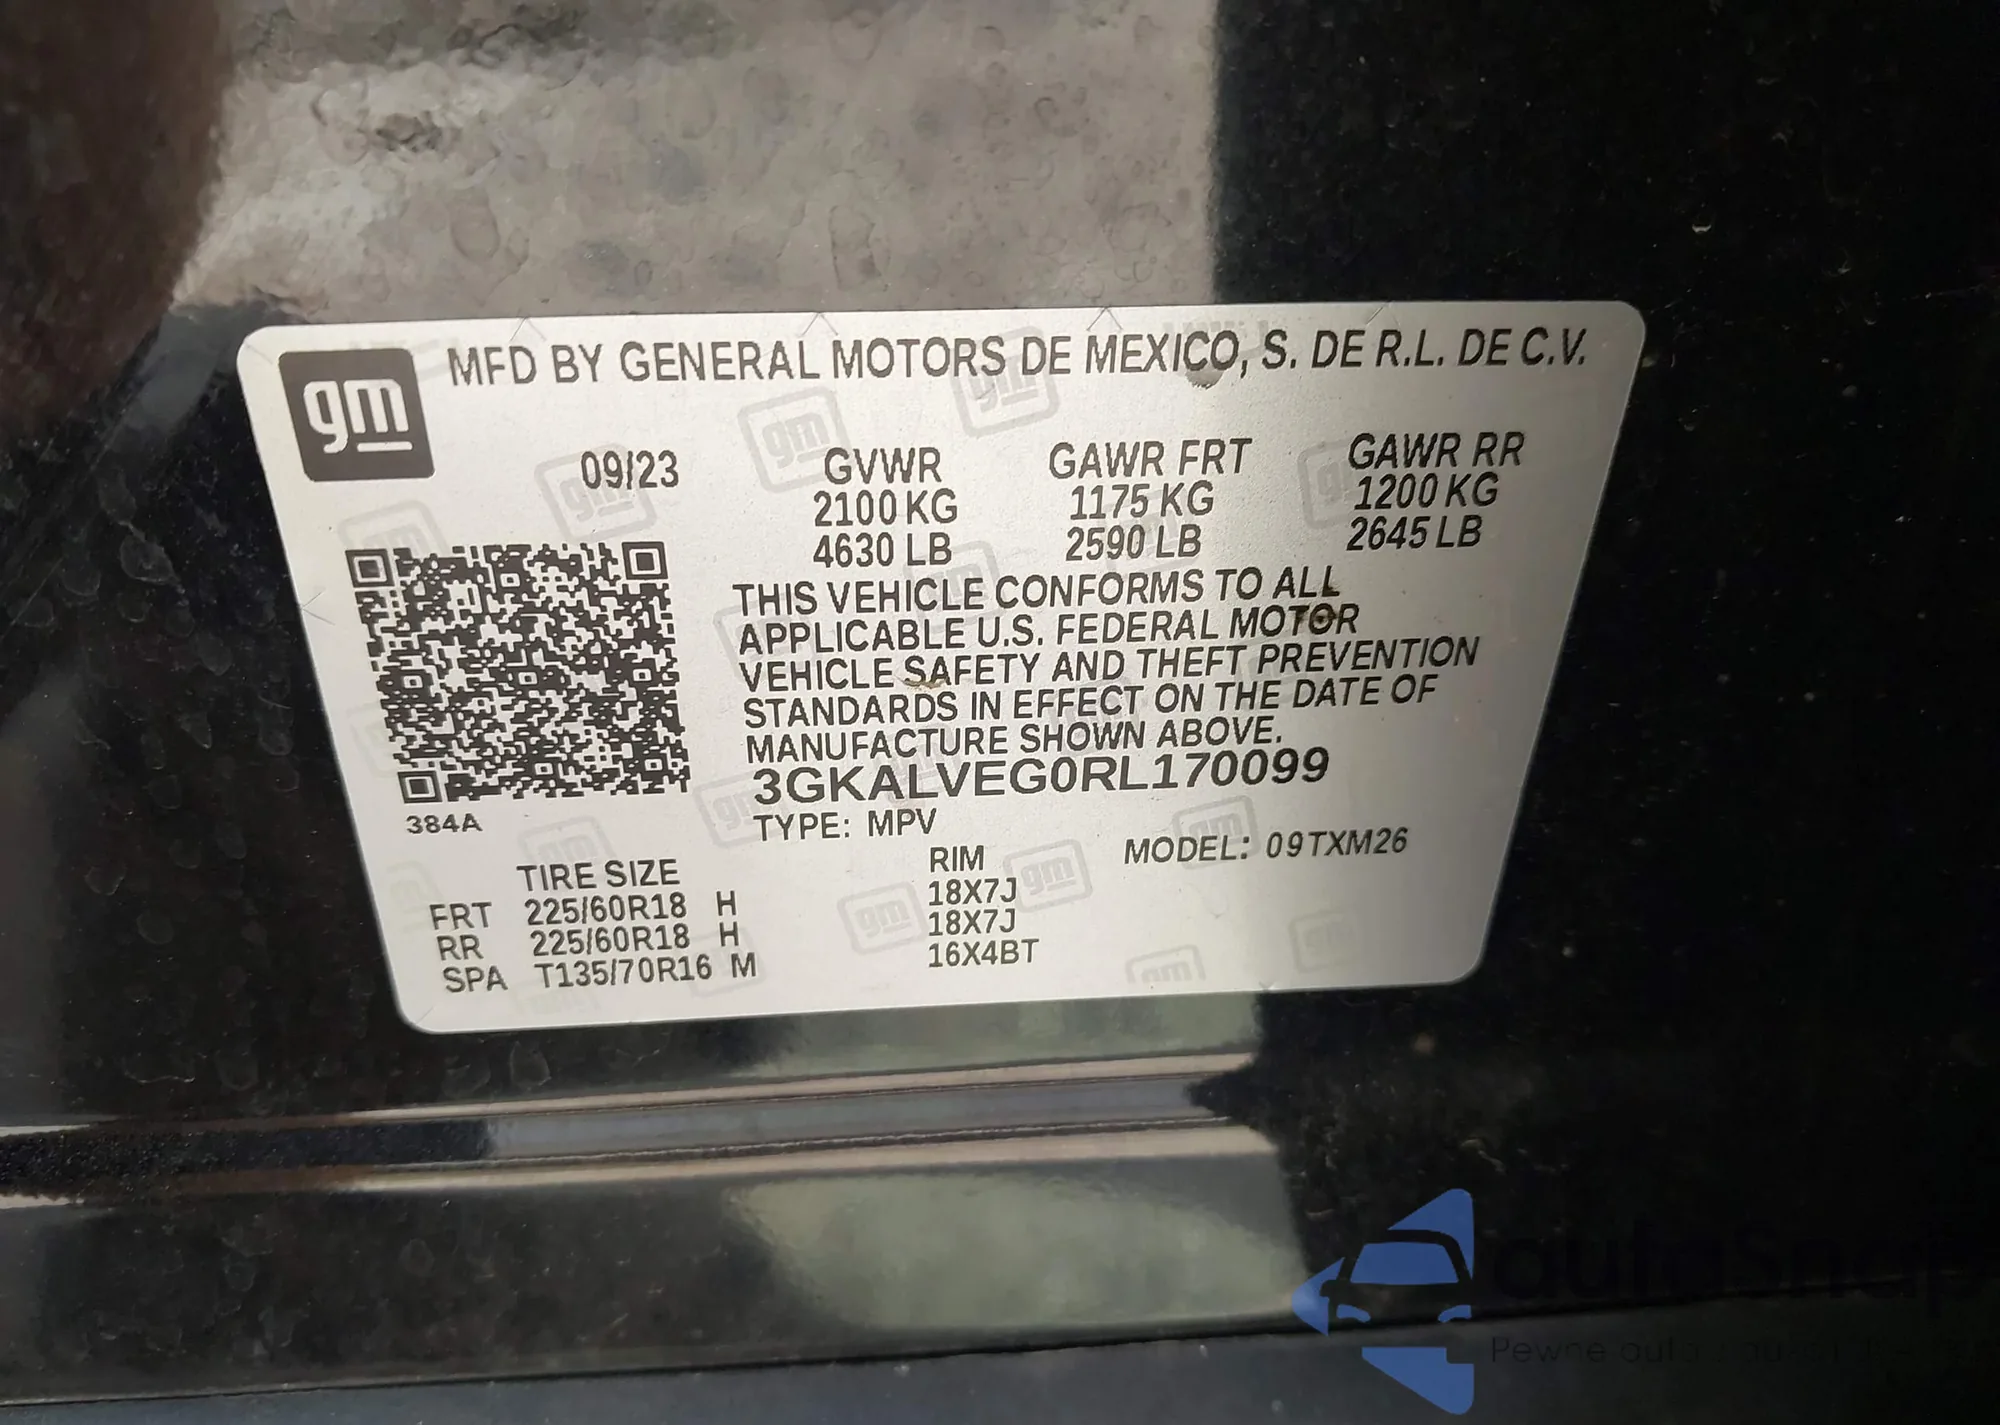 gm
MFD BY GENERAL MOTORS DE MEXICO, S. DE R.L. DE C.V.
09/23 GVWR GAWR FRT GAWR RR
2100 KG 1175 KG 1200 KG
4630 LB 2590 LB 2645 LB
THIS VEHICLE CONFORMS TO ALL
APPLICABLE U.S. FEDERAL MOTOR
VEHICLE SAFETY AND THEFT PREVENTION
STANDARDS IN EFFECT ON THE DATE OF
MANUFACTURE SHOWN ABOVE.
3GKALVEG0RL170099
384A
TYPE: MPV MODEL: 09TXM26
TIRE SIZE RIM
FRT 225/60R18 H 18X7J
RR 225/60R18 H 18X7J
SPA T135/70R16 M 16X4BT
Pewne auto